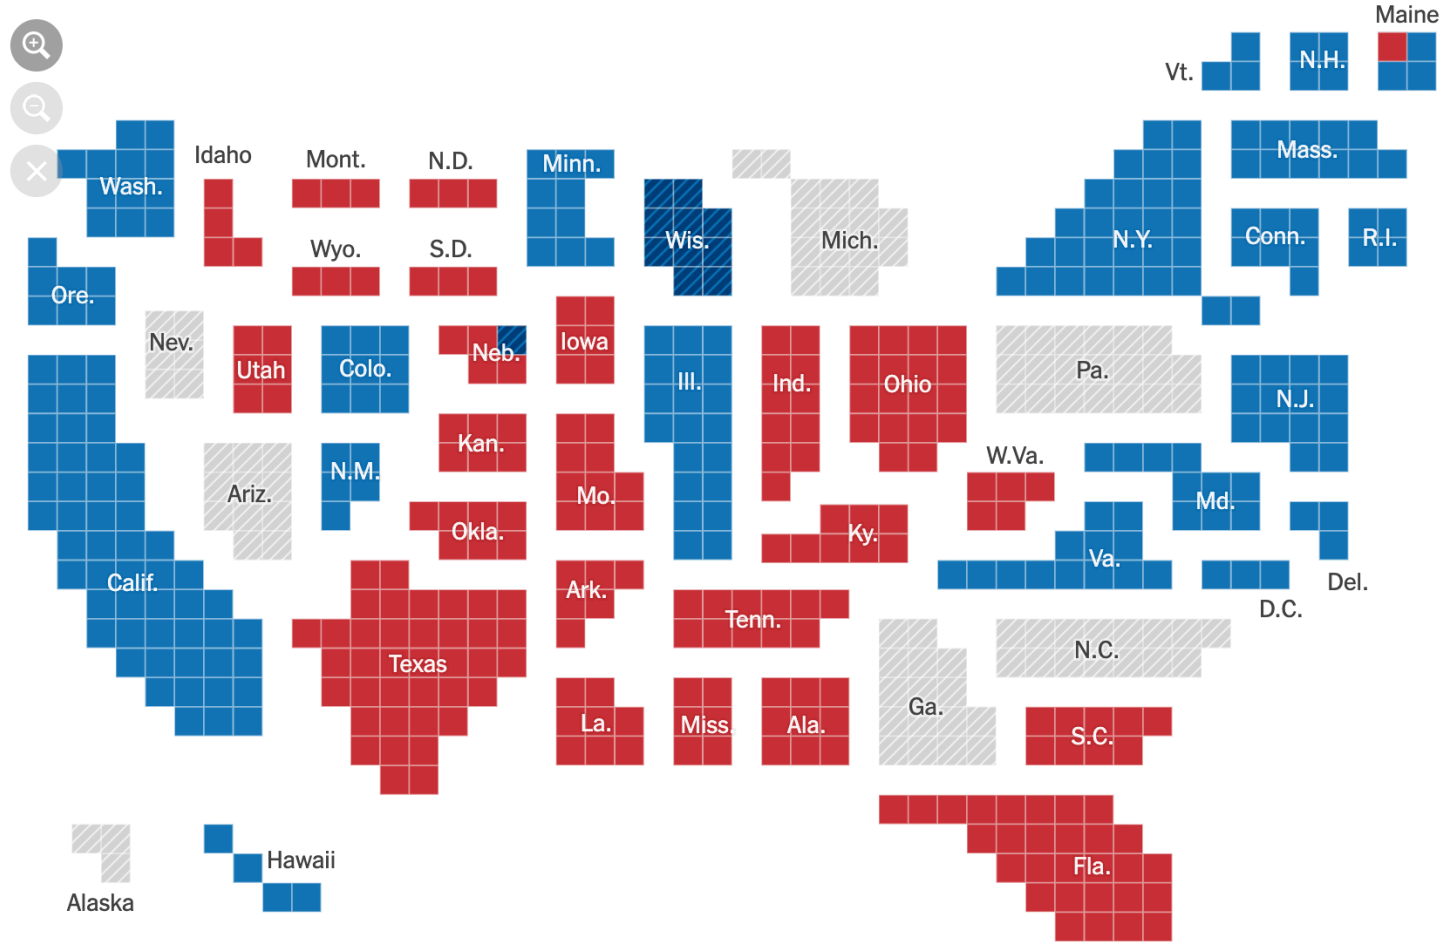 Maine
Vt.
N.H.
Mass.
Idaho
Mont.
N.D.
Minn.
Wash.
Wis.
Mich.
N.Y.
Conn.
R.I.
Wyo.
S.D.
Ore.
Nev.
Utah
Colo.
Neb.
Iowa
Ill.
Ind.
Ohio
Pa.
N.J.
Kan.
W.Va.
N.M.
Ariz.
Mo.
Md.
Okla.
Ky.
Va.
Calif.
Ark.
Del.
D.C.
Tenn.
N.C.
Texas
Ga.
La.
Miss.
Ala.
S.C.
Hawaii
Fla.
Alaska